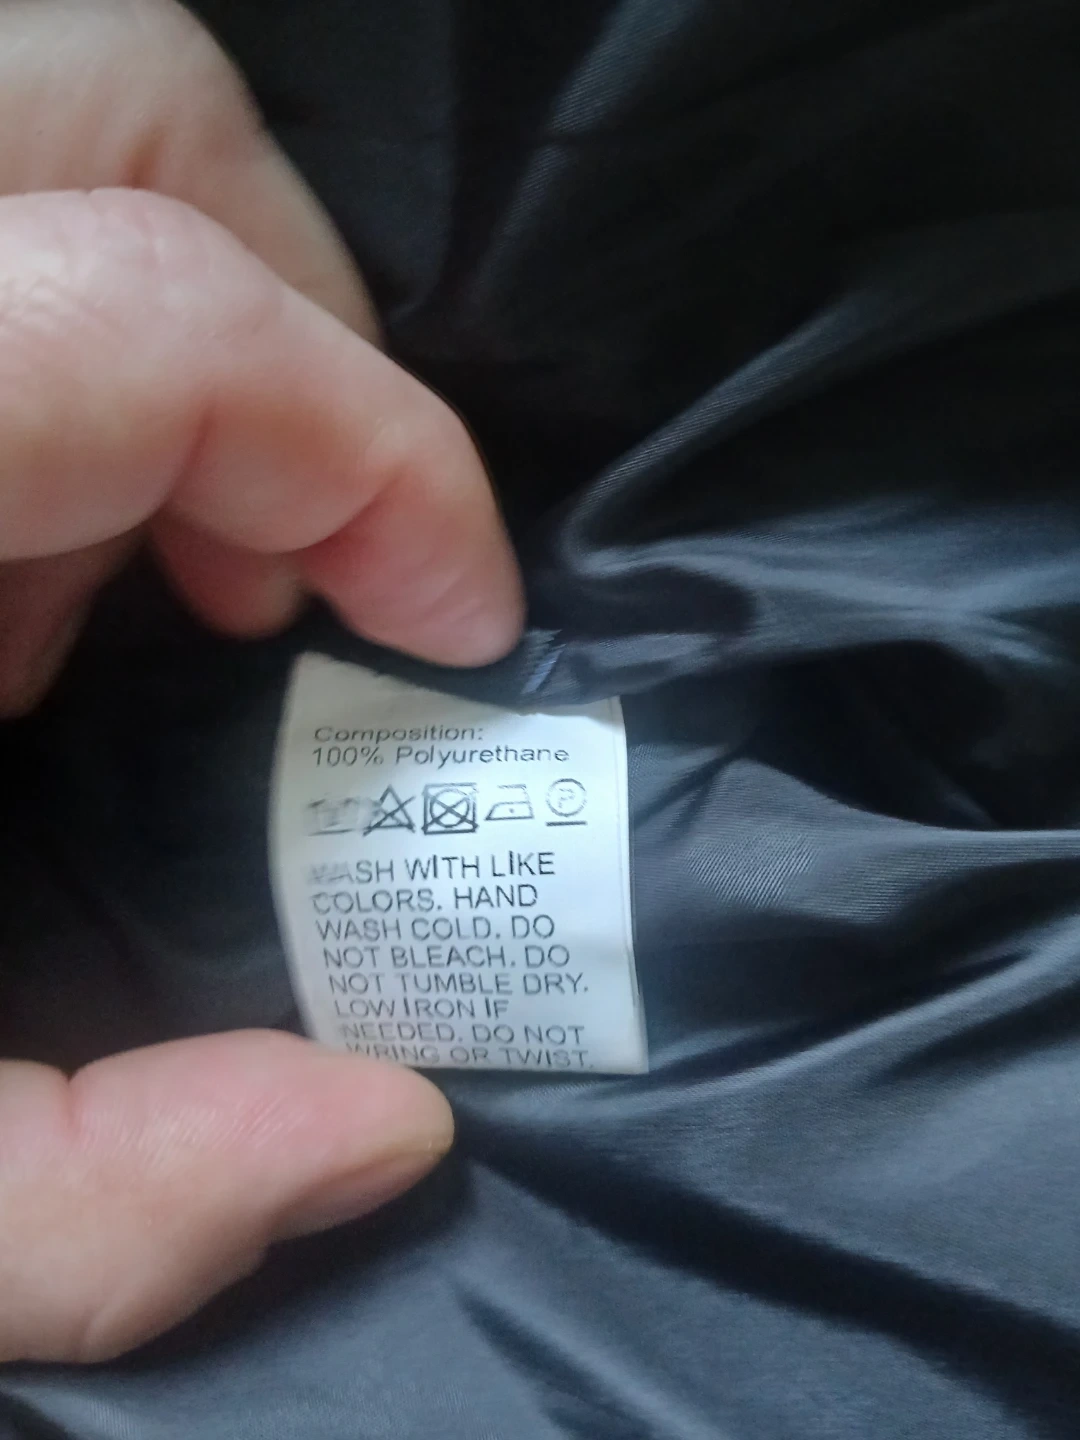 Composition:
100% Polyurethane
P
WASH WITH LIKE
COLORS. HAND
WASH COLD. DO
NOT BLEACH. DO
NOT TUMBLE DRY.
LOW IRON IF
NEEDED. DO NOT
WRING OR TWIST.